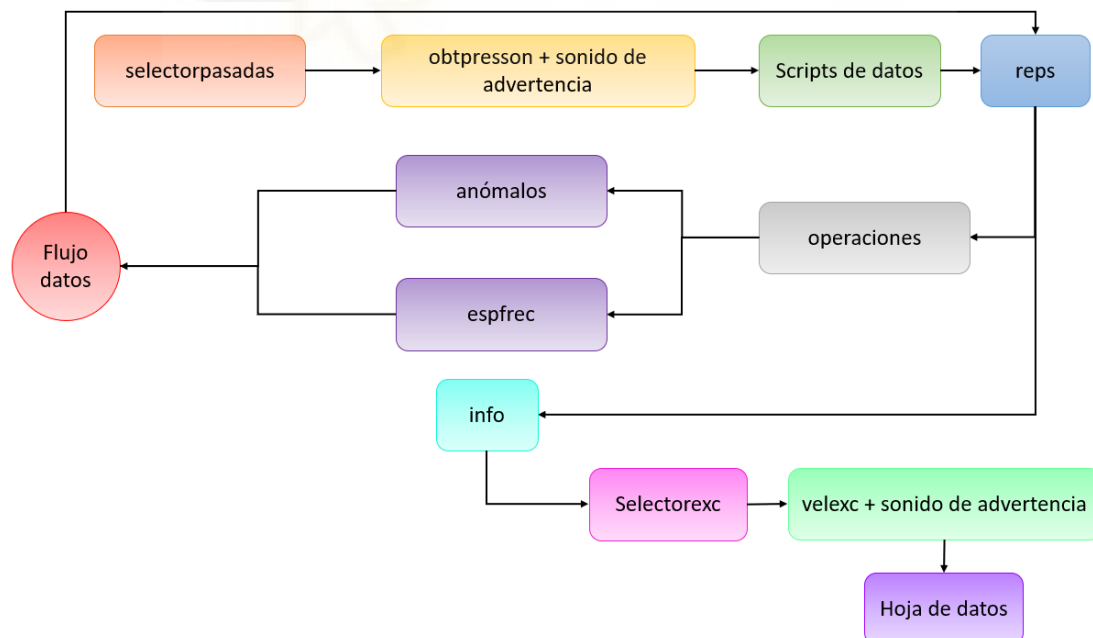 selectorpasadas
obtpresson + sonido de
advertencia
Scripts de datos
reps
anómalos
operaciones
Flujo
datos
espfrec
info
Selectorexc
velexc + sonido de advertencia
Hoja de datos